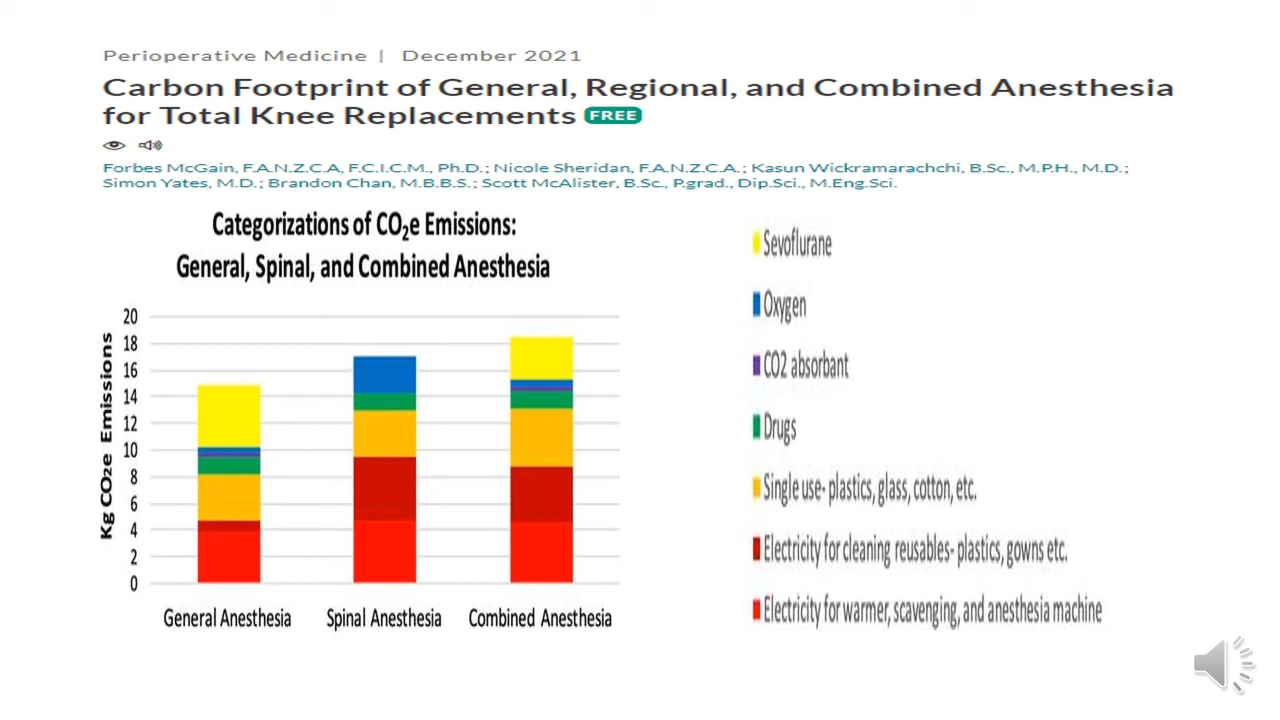 Perioperative Medicine | December 2021
Carbon Footprint of General, Regional, and Combined Anesthesia
for Total Knee Replacements FREE
Forbes McGain, F.A.N.Z.C.A, F.C.I.C.M., Ph.D.; Nicole Sheridan, F.A.N.Z.C.A.; Kasun Wickramarachchi, B.Sc., M.P.H., M.D.;
Simon Yates, M.D.; Brandon Chan, M.B.B.S.; Scott McAlister, B.Sc., P.grad., Dip.Sci., M.Eng.Sci.
Categorizations of CO₂e Emissions:
General, Spinal, and Combined Anesthesia
Kg CO2e Emissions
20
18
16
14
12
10
8
6
4
2
0
General Anesthesia
Spinal Anesthesia
Combined Anesthesia
Sevoflurane
Oxygen
CO2 absorbant
Drugs
Single use- plastics, glass, cotton, etc.
Electricity for cleaning reusables- plastics, gowns etc.
Electricity for warmer, scavenging, and anesthesia machine